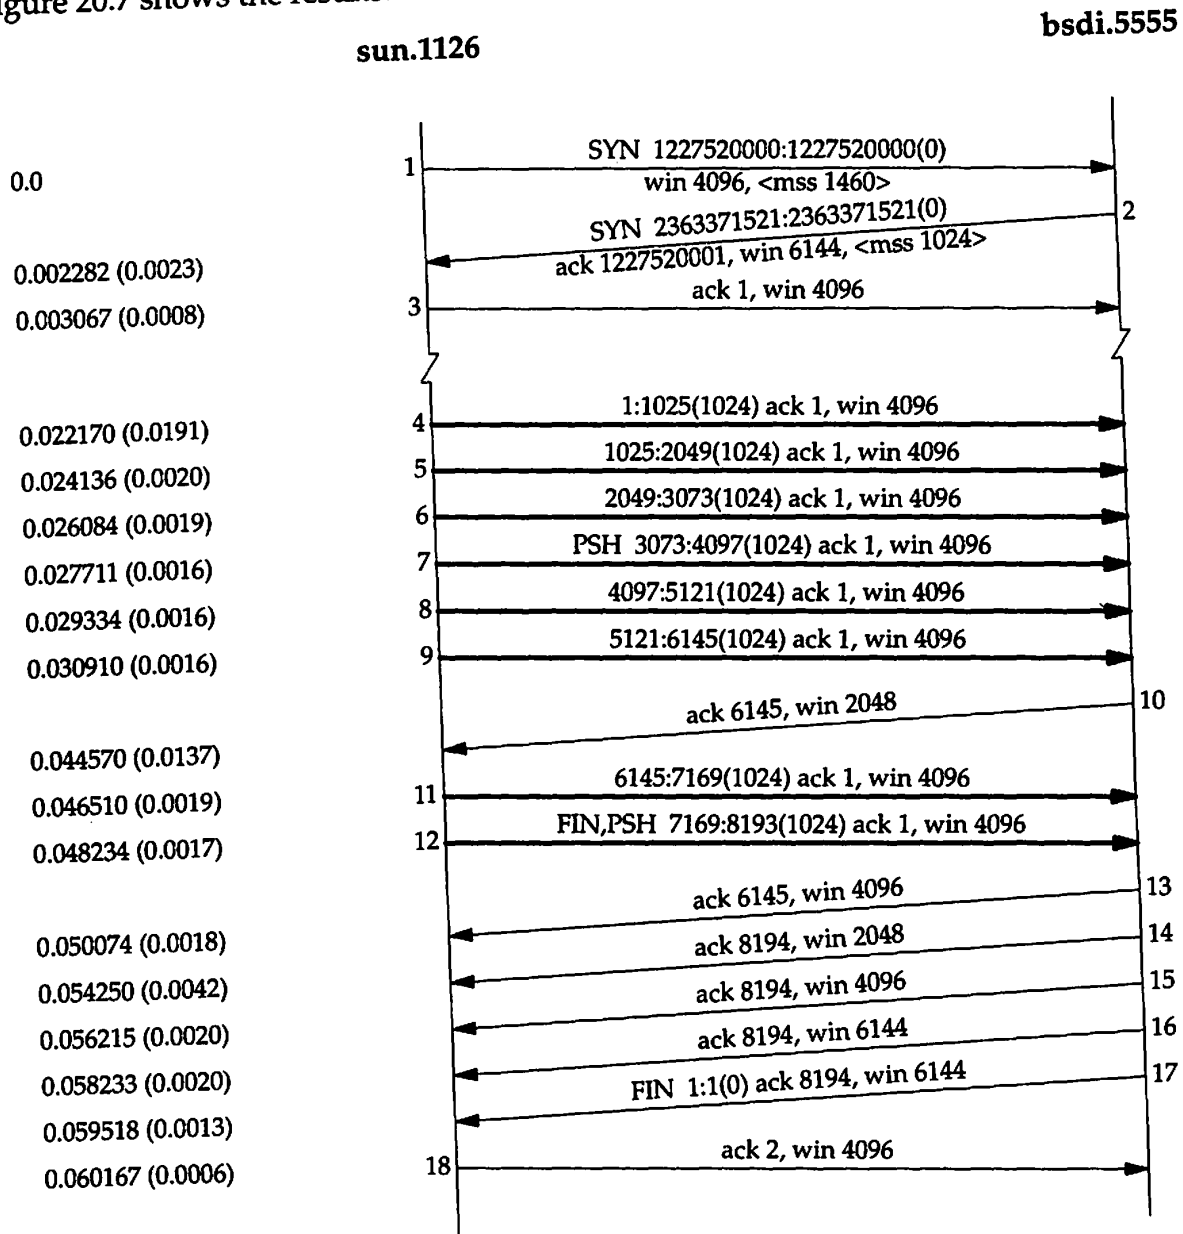 igure 20.7 shows the results.
sun.1126
bsdi.5555
0.0
1
SYN 1227520000:1227520000(0)
win 4096, <mss 1460>
SYN 2363371521:2363371521(0)
2
0.002282 (0.0023)
ack 1227520001, win 6144, <mss 1024>
0.003067 (0.0008)
3
ack 1, win 4096
0.022170 (0.0191)
4
1:1025(1024) ack 1, win 4096
0.024136 (0.0020)
5
1025:2049(1024) ack 1, win 4096
0.026084 (0.0019)
6
2049:3073(1024) ack 1, win 4096
0.027711 (0.0016)
7
PSH 3073:4097(1024) ack 1, win 4096
0.029334 (0.0016)
8
4097:5121(1024) ack 1, win 4096
0.030910 (0.0016)
9
5121:6145(1024) ack 1, win 4096
ack 6145, win 2048
10
0.044570 (0.0137)
0.046510 (0.0019)
11
6145:7169(1024) ack 1, win 4096
0.048234 (0.0017)
12
FIN,PSH 7169:8193(1024) ack 1, win 4096
ack 6145, win 4096
13
0.050074 (0.0018)
ack 8194, win 2048
14
0.054250 (0.0042)
ack 8194, win 4096
15
0.056215 (0.0020)
ack 8194, win 6144
16
0.058233 (0.0020)
FIN 1:1(0) ack 8194, win 6144
17
0.059518 (0.0013)
0.060167 (0.0006)
18
ack 2, win 4096